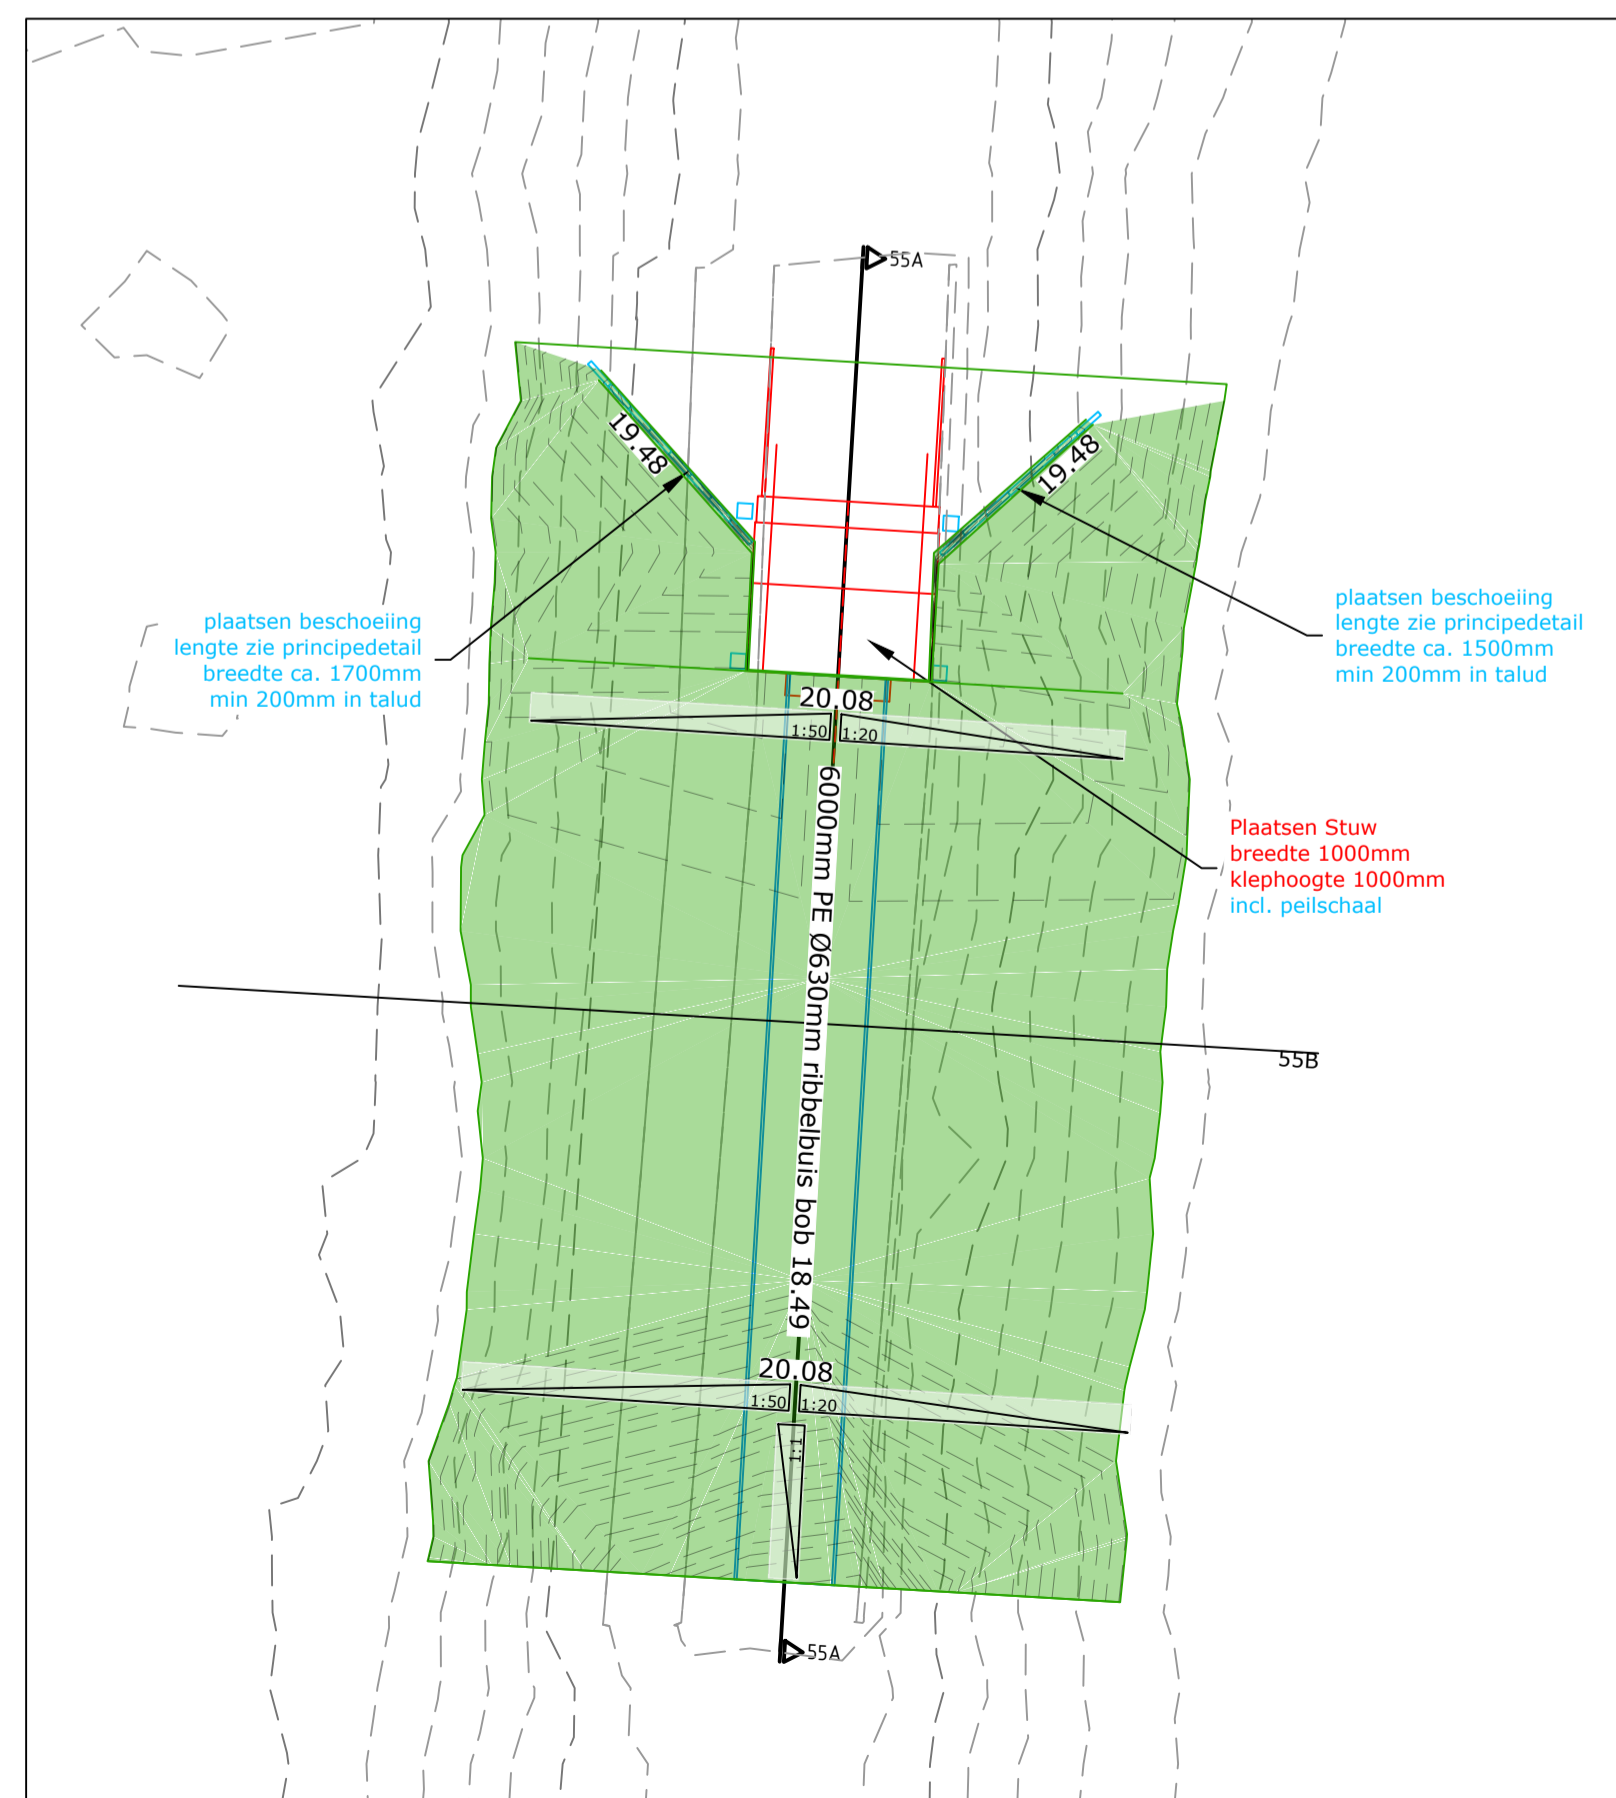 55A
19.48
19.48
plaatsen beschoeiing
lengte zie principedetail
breedte ca. 1700mm
min 200mm in talud
plaatsen beschoeiing
lengte zie principedetail
breedte ca. 1500mm
min 200mm in talud
20.08
1:50
1:20
Plaatsen Stuw
breedte 1000mm
klephoogte 1000mm
incl. peilschaal
6000mm PE Ø630mm ribbelbuis bob 18.49
55B
20.08
1:50
1:20
1:1
55A